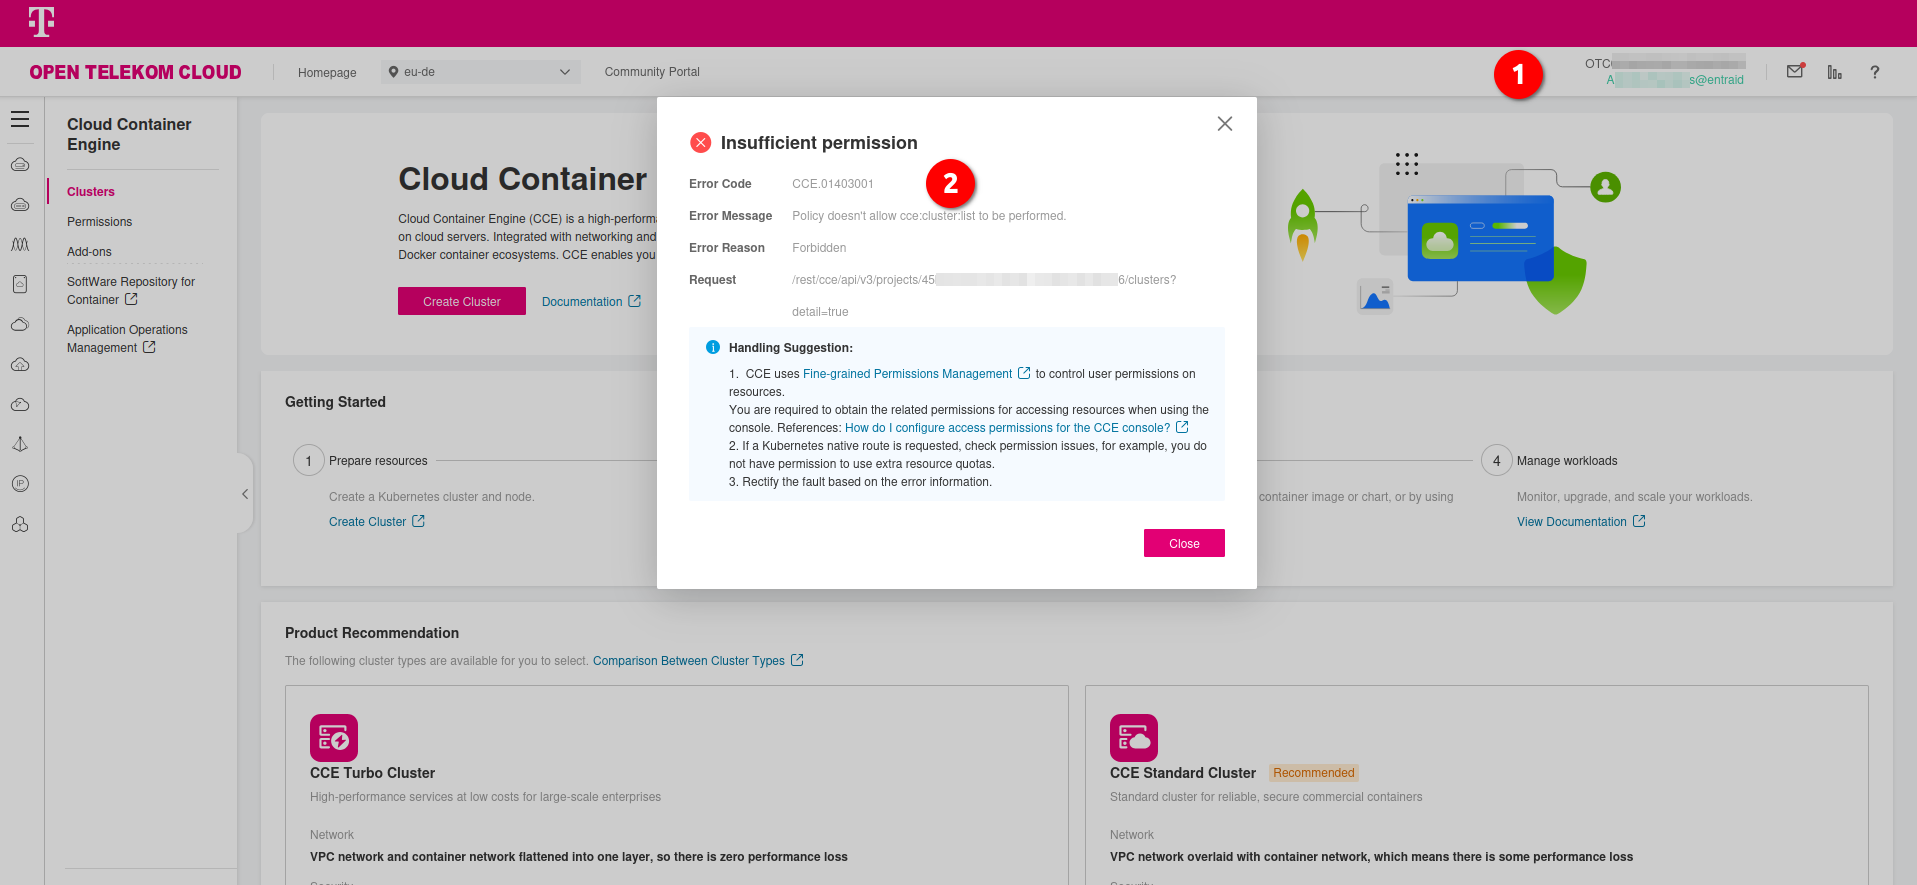 T
OPEN TELEKOM CLOUD
Homepage
eu-de
Community Portal
1
OTC
A s@entraid
?
Cloud Container
Engine
Clusters
Permissions
Add-ons
SoftWare Repository for
Container
Application Operations
Management
IP
Cloud Container
Cloud Container Engine (CCE) is a high-performa
on cloud servers. Integrated with networking and
Docker container ecosystems. CCE enables you
Create Cluster
Documentation
Insufficient permission
2
Error Code CCE.01403001
Error Message Policy doesn't allow cce:cluster:list to be performed.
Error Reason Forbidden
Request /rest/cce/api/v3/projects/45 6/clusters?
detail=true
Handling Suggestion:
1. CCE uses Fine-grained Permissions Management to control user permissions on
resources.
You are required to obtain the related permissions for accessing resources when using the
console. References: How do I configure access permissions for the CCE console?
2. If a Kubernetes native route is requested, check permission issues, for example, you do
not have permission to use extra resource quotas.
3. Rectify the fault based on the error information.
Close
Getting Started
1 Prepare resources
Create a Kubernetes cluster and node.
Create Cluster
container image or chart, or by using
4 Manage workloads
Monitor, upgrade, and scale your workloads.
View Documentation
Product Recommendation
The following cluster types are available for you to select. Comparison Between Cluster Types
CCE Turbo Cluster
High-performance services at low costs for large-scale enterprises
Network
VPC network and container network flattened into one layer, so there is zero performance loss
CCE Standard Cluster Recommended
Standard cluster for reliable, secure commercial containers
Network
VPC network overlaid with container network, which means there is some performance loss